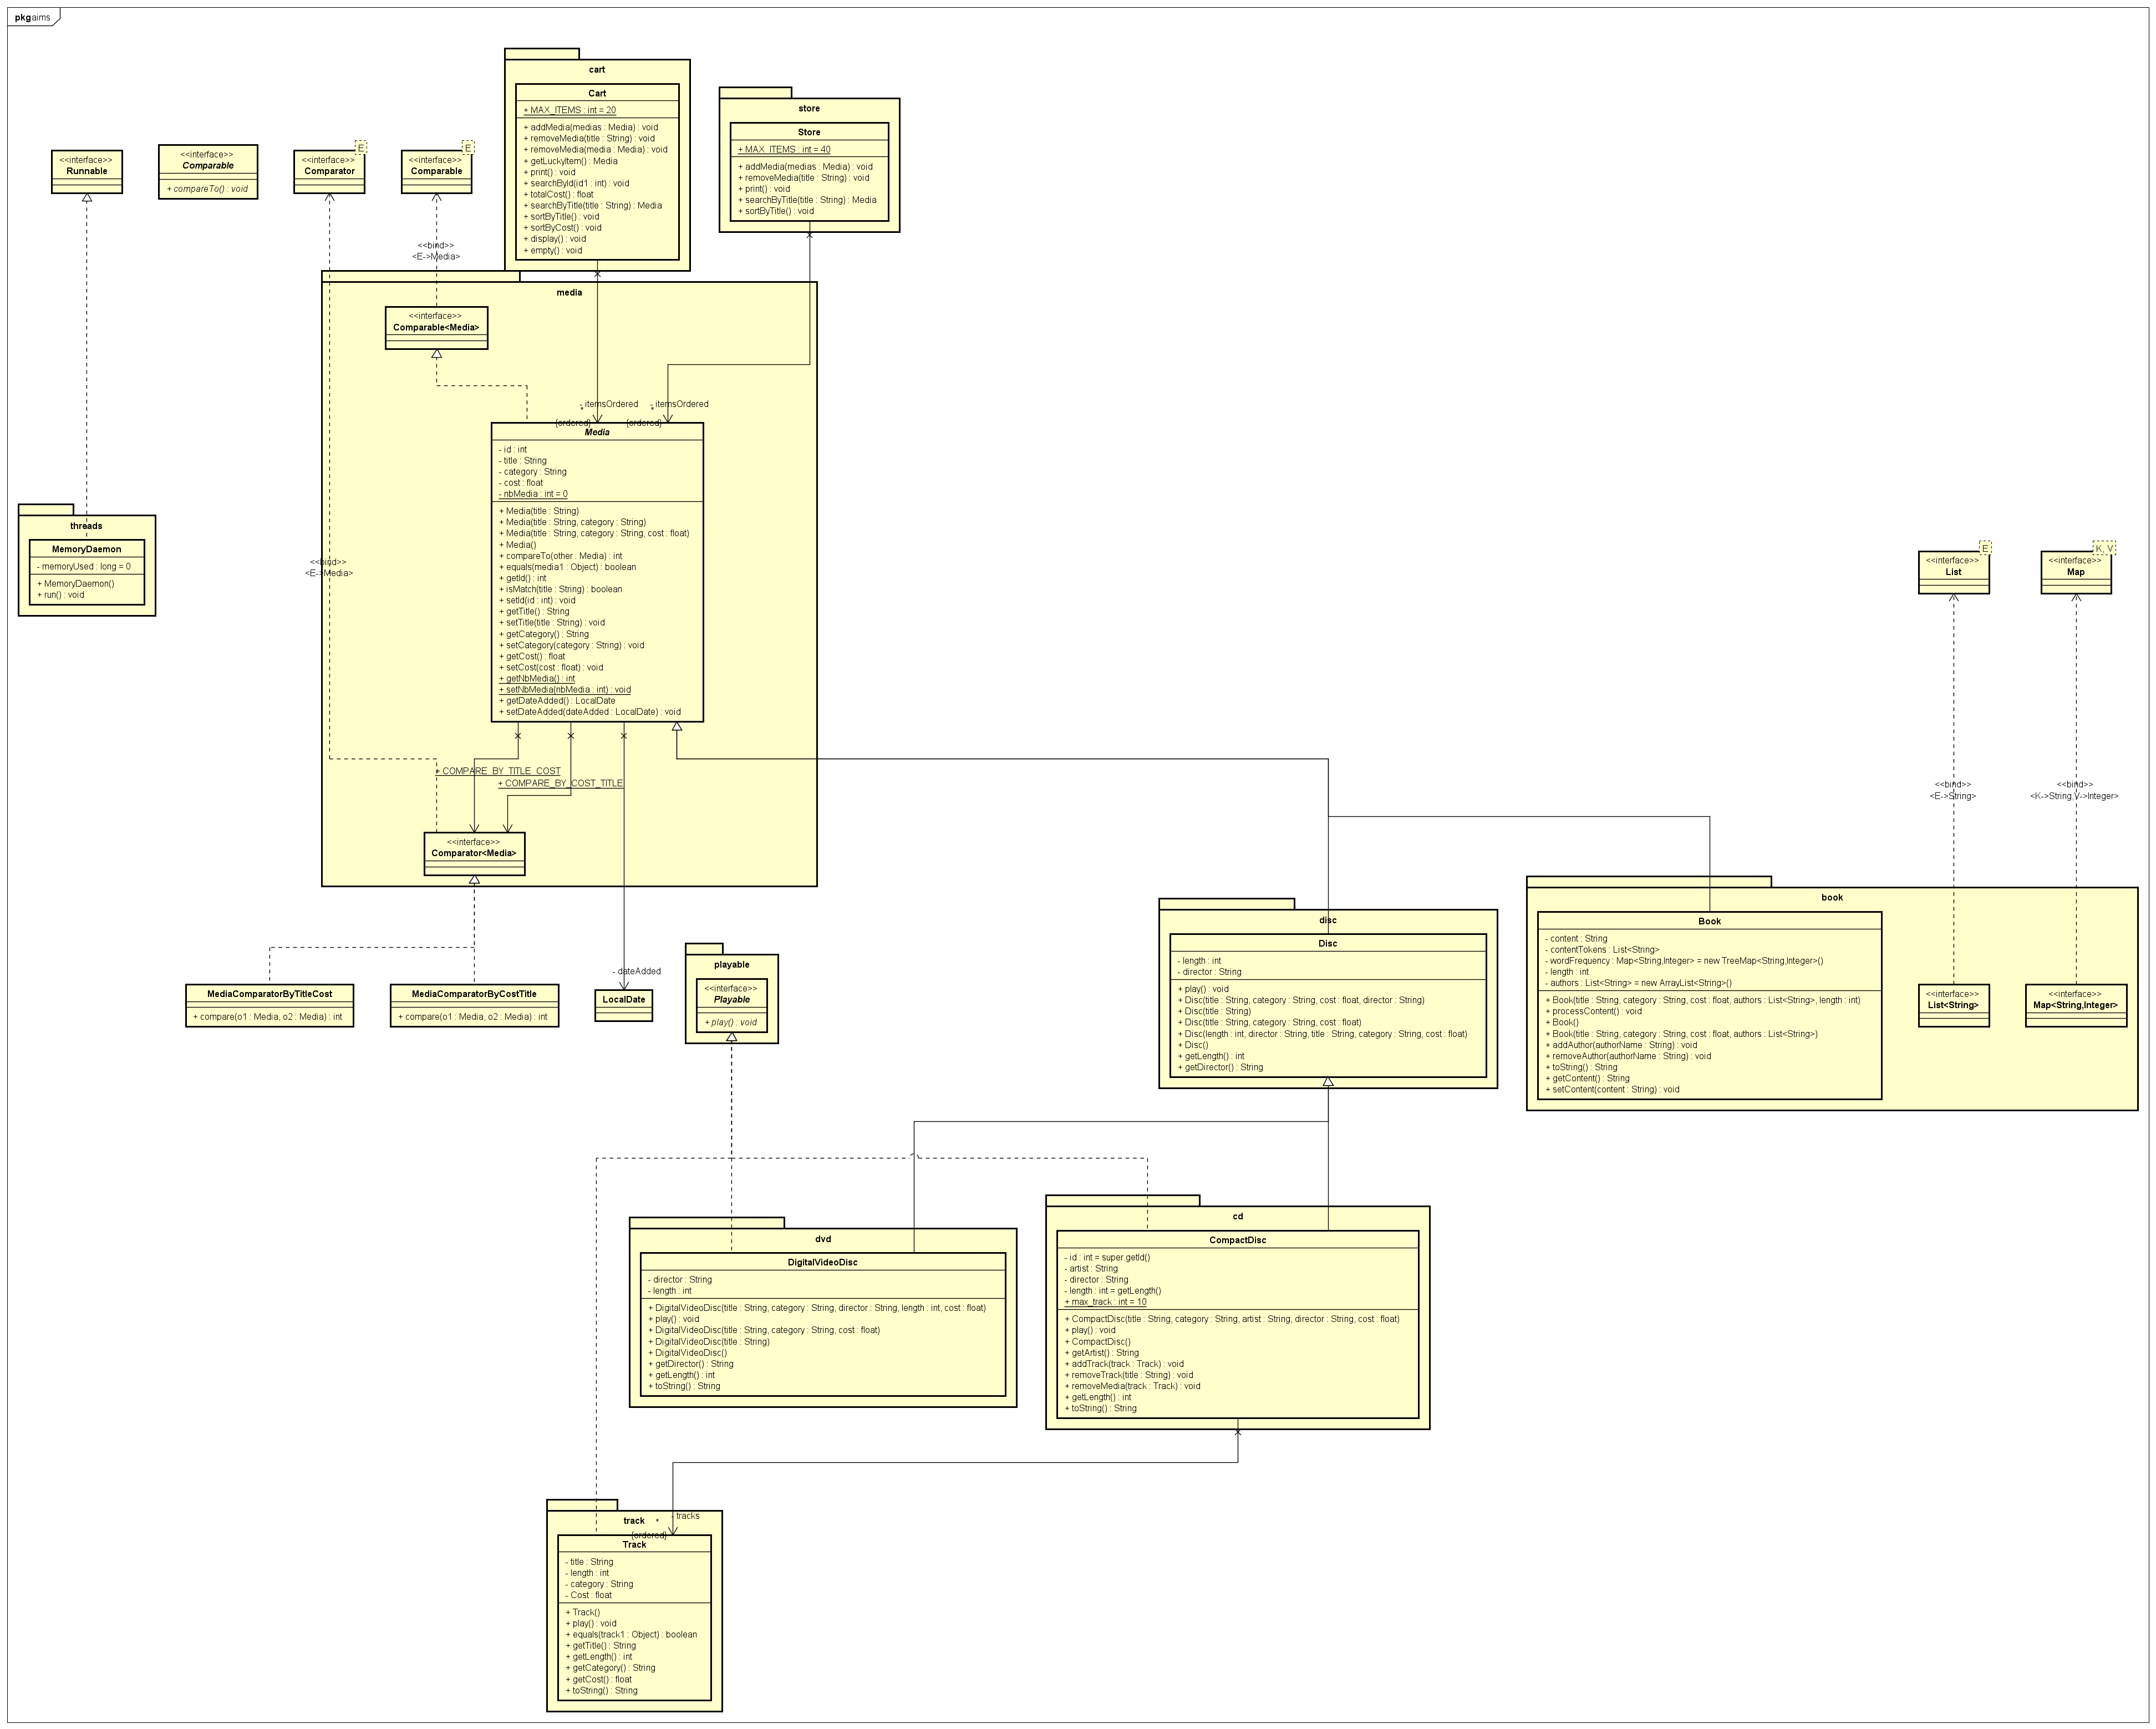 pkg aims
cart
Cart
+ MAX_ITEMS : int = 20
+ addMedia(medias : Media) : void
+ removeMedia(title : String) : void
+ removeMedia(media : Media) : void
+ getLuckyItem() : Media
+ print() : void
+ searchById(id1 : int) : void
+ totalCost() : float
+ searchByTitle(title : String) : Media
+ sortByTitle() : void
+ sortByCost() : void
+ display() : void
+ empty() : void
store
Store
+ MAX_ITEMS : int = 40
+ addMedia(medias : Media) : void
+ removeMedia(title : String) : void
+ print() : void
+ searchByTitle(title : String) : Media
+ sortByTitle() : void
<<interface>>
Runnable
<<interface>>
Comparable
+ compareTo() : void
E
<<interface>>
Comparator
E
<<interface>>
Comparable
<<bind>>
<E->Media>
media
<<interface>>
Comparable<Media>
- itemsOrdered
*
{ordered}
- itemsOrdered
*
{ordered}
Media
- id : int
- title : String
- category : String
- cost : float
- nbMedia : int = 0
+ Media(title : String)
+ Media(title : String, category : String)
+ Media(title : String, category : String, cost : float)
+ Media()
+ compareTo(other : Media) : int
+ equals(media1 : Object) : boolean
+ getId() : int
+ isMatch(title : String) : boolean
+ setId(id : int) : void
+ getTitle() : String
+ setTitle(title : String) : void
+ getCategory() : String
+ setCategory(category : String) : void
+ getCost() : float
+ setCost(cost : float) : void
+ getNbMedia() : int
+ setNbMedia(nbMedia : int) : void
+ getDateAdded() : LocalDate
+ setDateAdded(dateAdded : LocalDate) : void
threads
MemoryDaemon
- memoryUsed : long = 0
+ MemoryDaemon()
+ run() : void
<<bind>>
<E->Media>
+ COMPARE_BY_TITLE_COST
+ COMPARE_BY_COST_TITLE
<<interface>>
Comparator<Media>
MediaComparatorByTitleCost
+ compare(o1 : Media, o2 : Media) : int
MediaComparatorByCostTitle
+ compare(o1 : Media, o2 : Media) : int
- dateAdded
LocalDate
playable
<<interface>>
Playable
+ play() : void
disc
Disc
- length : int
- director : String
+ play() : void
+ Disc(title : String, category : String, cost : float, director : String)
+ Disc(title : String)
+ Disc(title : String, category : String, cost : float)
+ Disc(length : int, director : String, title : String, category : String, cost : float)
+ Disc()
+ getLength() : int
+ getDirector() : String
E
<<interface>>
List
K, V
<<interface>>
Map
<<bind>>
<E->String>
<<bind>>
<K->String,V->Integer>
book
Book
- content : String
- contentTokens : List<String>
- wordFrequency : Map<String,Integer> = new TreeMap<String,Integer>()
- length : int
- authors : List<String> = new ArrayList<String>()
+ Book(title : String, category : String, cost : float, authors : List<String>, length : int)
+ processContent() : void
+ Book()
+ Book(title : String, category : String, cost : float, authors : List<String>)
+ addAuthor(authorName : String) : void
+ removeAuthor(authorName : String) : void
+ toString() : String
+ getContent() : String
+ setContent(content : String) : void
<<interface>>
List<String>
<<interface>>
Map<String,Integer>
dvd
DigitalVideoDisc
- director : String
- length : int
+ DigitalVideoDisc(title : String, category : String, director : String, length : int, cost : float)
+ play() : void
+ DigitalVideoDisc(title : String, category : String, cost : float)
+ DigitalVideoDisc(title : String)
+ DigitalVideoDisc()
+ getDirector() : String
+ getLength() : int
+ toString() : String
cd
CompactDisc
- id : int = super.getId()
- artist : String
- director : String
- length : int = getLength()
+ max_track : int = 10
+ CompactDisc(title : String, category : String, artist : String, director : String, cost : float)
+ play() : void
+ CompactDisc()
+ getArtist() : String
+ addTrack(track : Track) : void
+ removeTrack(title : String) : void
+ removeMedia(track : Track) : void
+ getLength() : int
+ toString() : String
track
*
- tracks
{ordered}
Track
- title : String
- length : int
- category : String
- Cost : float
+ Track()
+ play() : void
+ equals(track1 : Object) : boolean
+ getTitle() : String
+ getLength() : int
+ getCategory() : String
+ getCost() : float
+ toString() : String